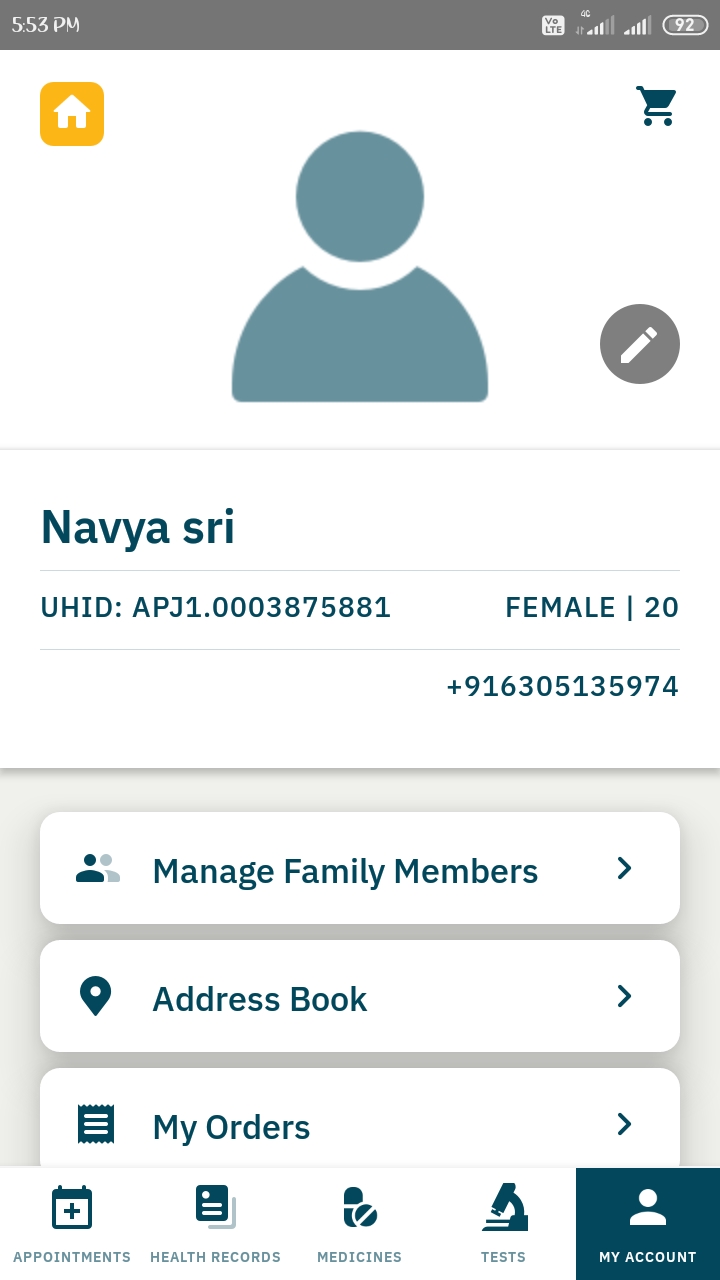 5:53 PM Vo LTE 4G 92
Navya sri
UHID: APJ1.0003875881 FEMALE | 20
+916305135974
Manage Family Members
Address Book
My Orders
APPOINTMENTS HEALTH RECORDS MEDICINES TESTS MY ACCOUNT